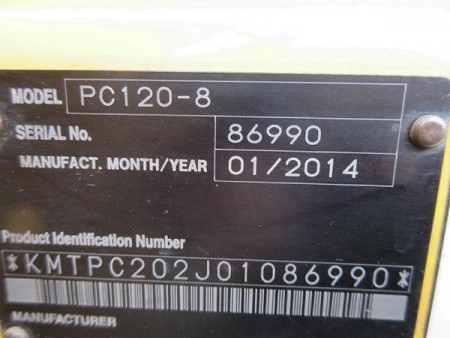 MODEL PC120-8
SERIAL No. 86990
MANUFACT. MONTH/YEAR 01/2014
Product Identification Number
*KMTPC202J01086990*
MANUFACTURER